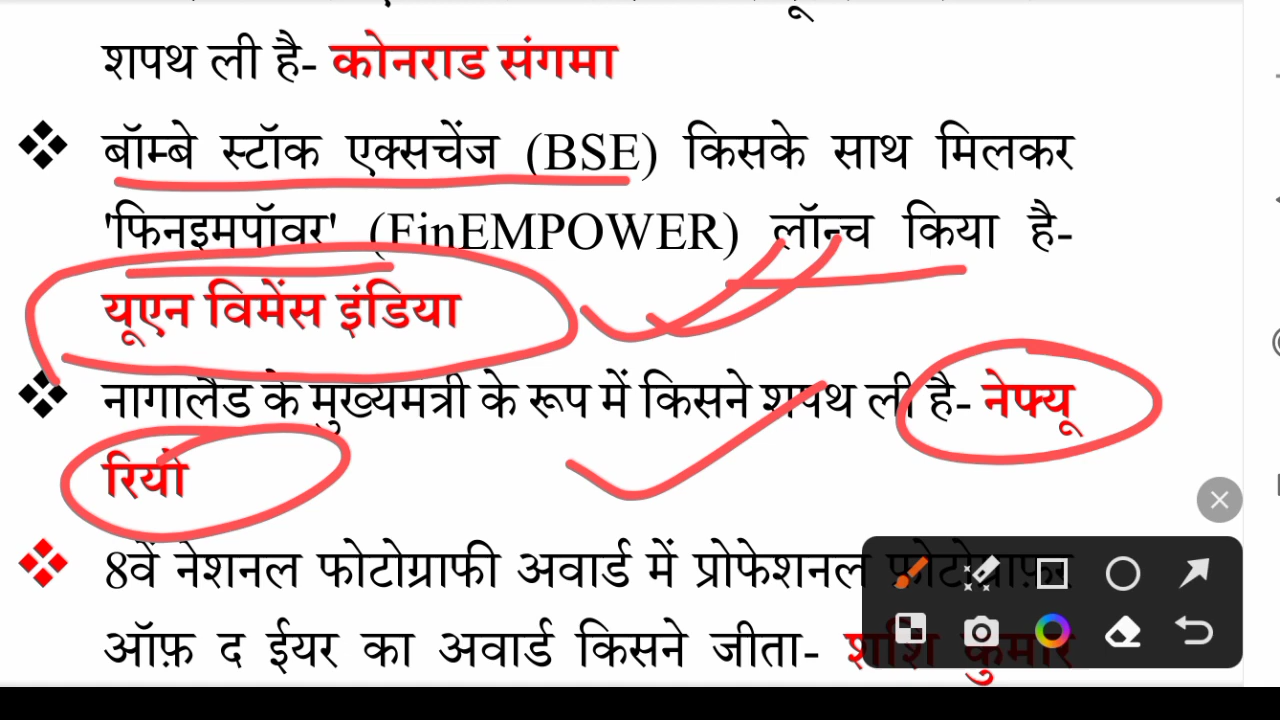 शपथ ली है- कोनराड संगमा
❖ बॉम्बे स्टॉक एक्सचेंज (BSE) किसके साथ मिलकर
'फिनइमपॉवर' (FinEMPOWER) लॉन्च किया है-
यूएन विमेंस इंडिया
❖ नागालैंड के मुख्यमंत्री के रूप में किसने शपथ ली है- नेफ्यू
रियो
❖ 8वें नेशनल फोटोग्राफी अवार्ड में प्रोफेशनल फ़ोटोग्राफ़र
ऑफ़ द ईयर का अवार्ड किसने जीता- शशि कुमार